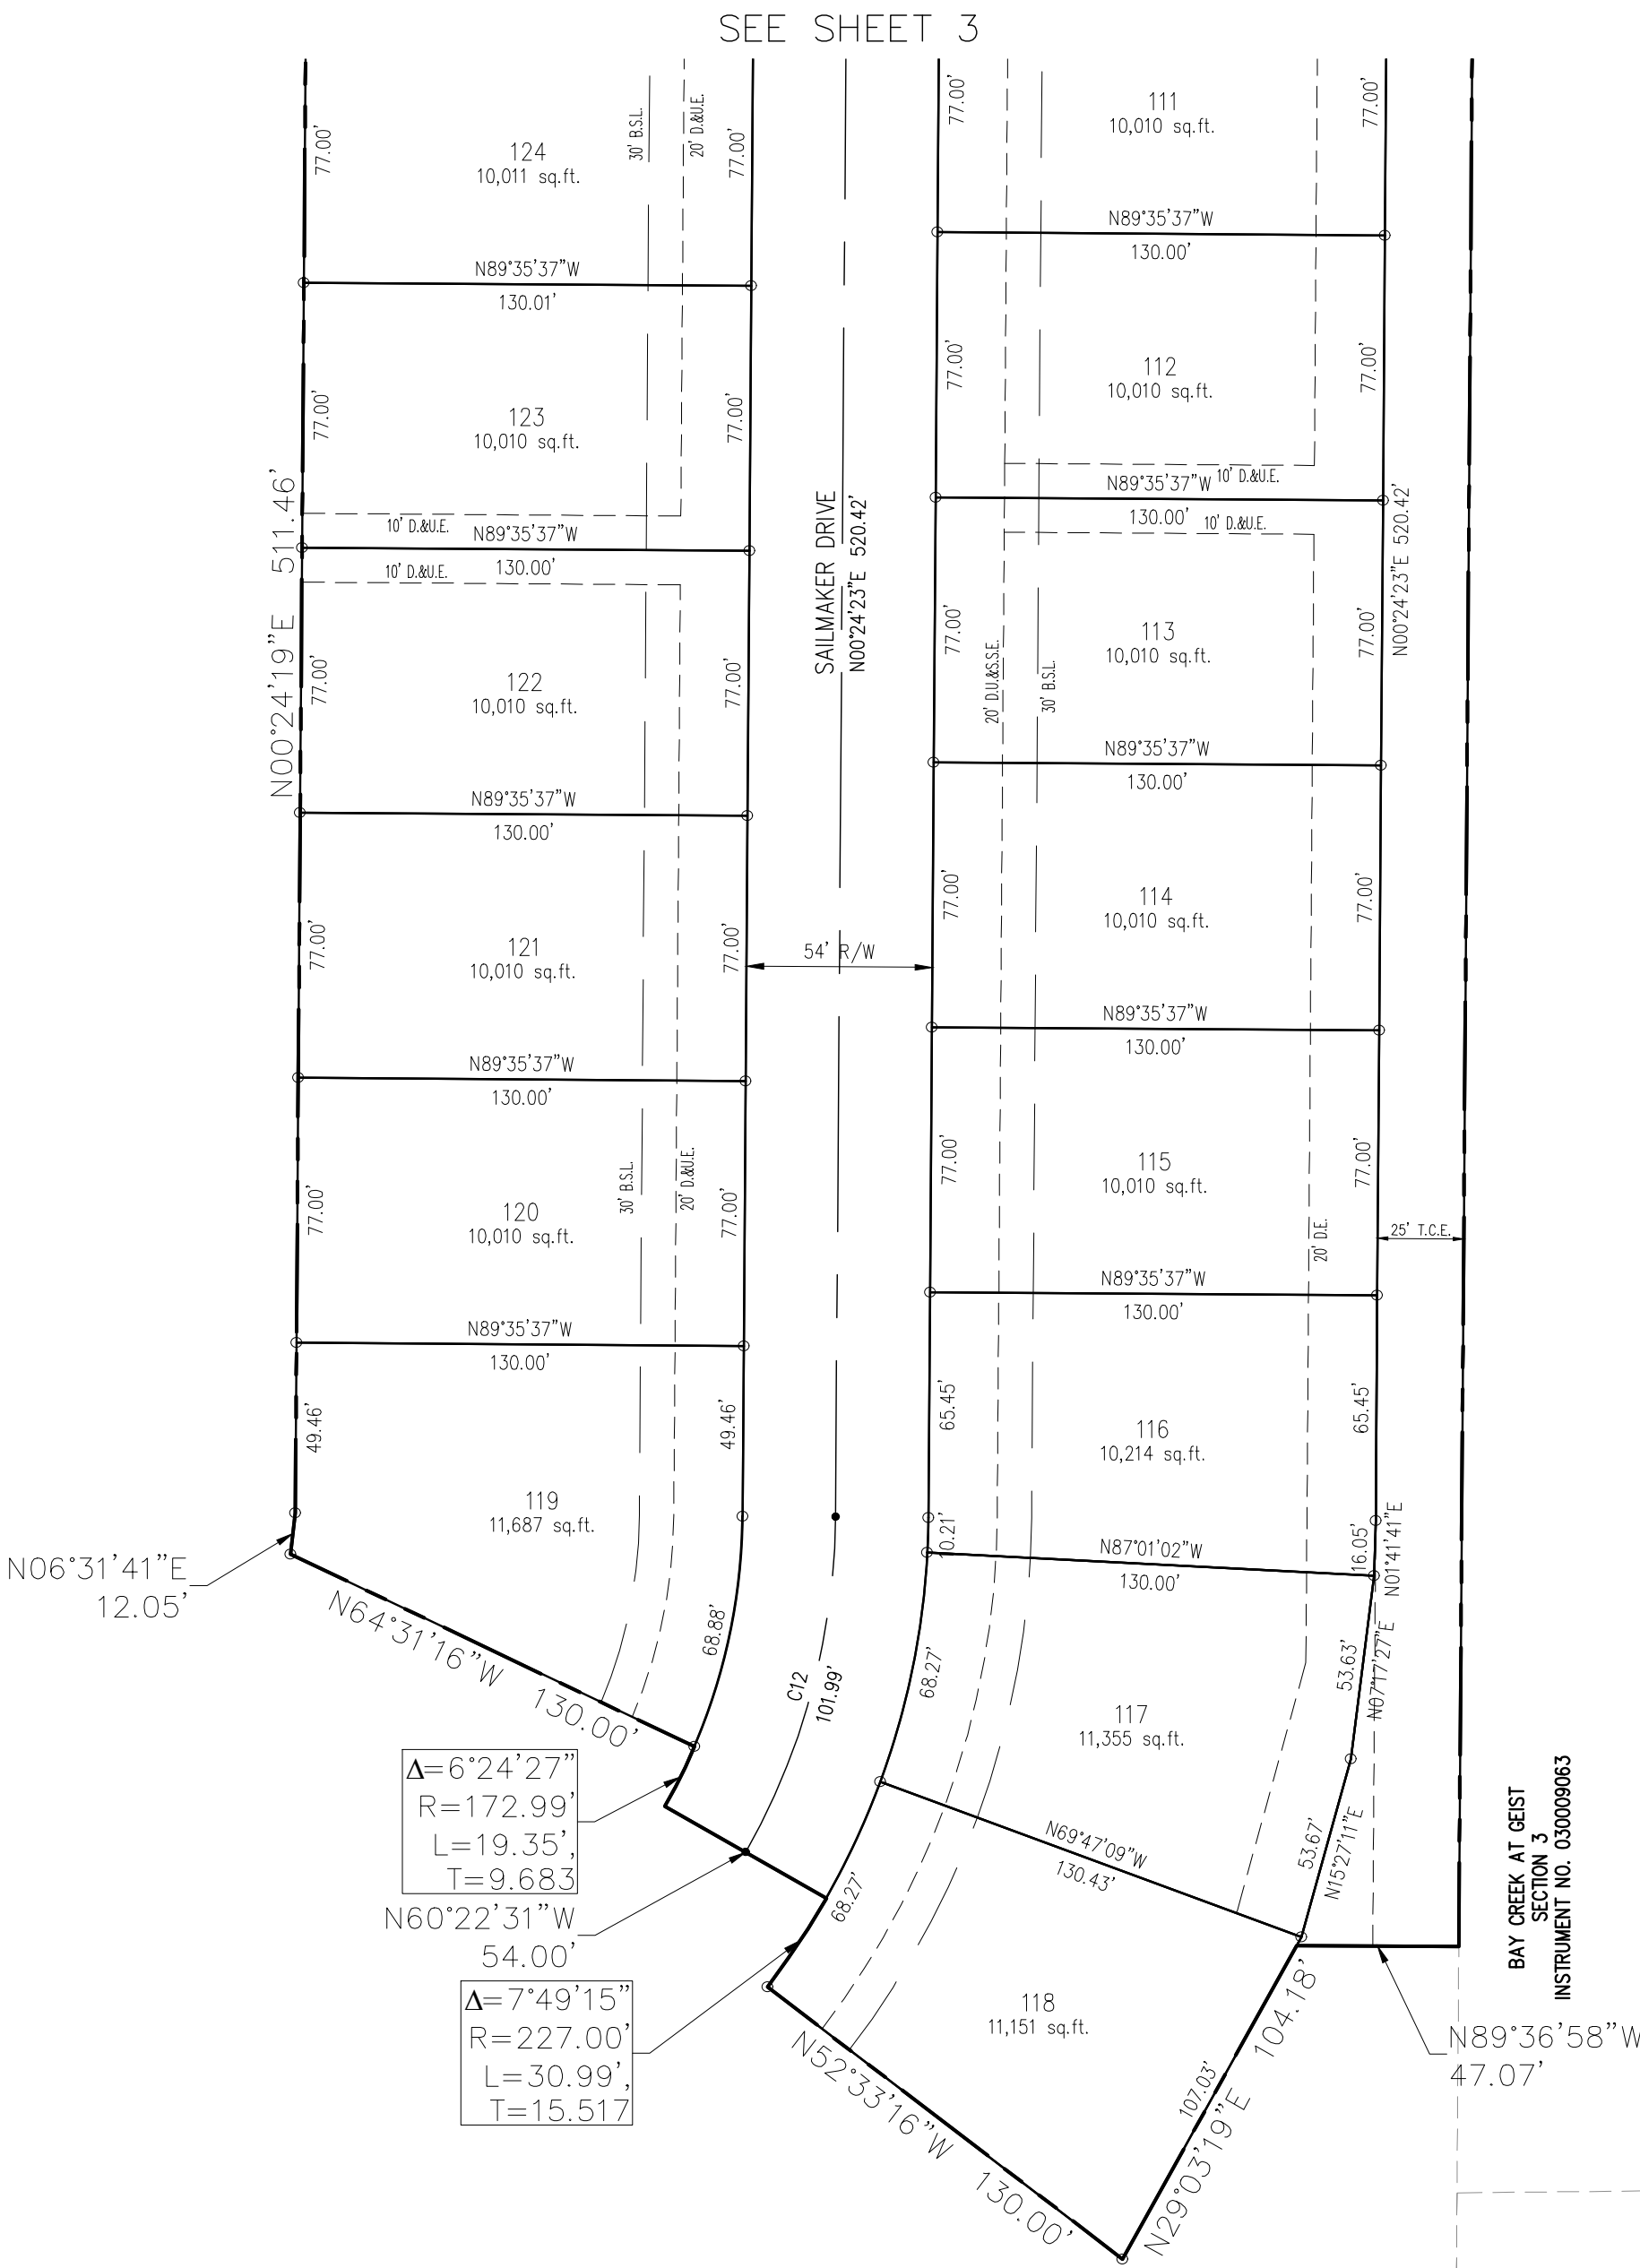 SEE SHEET 3
77.00'
124
10,011 sq.ft.
30' B.S.L.
20' D.&U.E.
77.00'
77.00'
111
10,010 sq.ft.
77.00'
N89°35'37"W
130.01'
N89°35'37"W
130.00'
77.00'
123
10,010 sq.ft.
77.00'
77.00'
112
10,010 sq.ft.
77.00'
10' D.&U.E.
N89°35'37"W
130.00'
10' D.&U.E.
N89°35'37"W
10' D.&U.E.
130.00'
10' D.&U.E.
N00°24'19"E 511.46'
SAILMAKER DRIVE
N00°24'23"E 520.42'
N00°24'23"E 520.42'
77.00'
122
10,010 sq.ft.
77.00'
77.00'
20' D.U.&S.S.E.
30' B.S.L.
113
10,010 sq.ft.
77.00'
N89°35'37"W
130.00'
N89°35'37"W
130.00'
77.00'
121
10,010 sq.ft.
77.00'
54' R/W
77.00'
114
10,010 sq.ft.
77.00'
N89°35'37"W
130.00'
N89°35'37"W
130.00'
77.00'
120
10,010 sq.ft.
30' B.S.L.
20' D.&U.E.
77.00'
77.00'
115
10,010 sq.ft.
77.00'
20' D.E.
25' T.C.E.
N89°35'37"W
130.00'
N89°35'37"W
130.00'
49.46'
119
11,687 sq.ft.
49.46'
65.45'
116
10,214 sq.ft.
65.45'
N06°31'41"E
12.05'
N64°31'16"W 130.00'
68.88'
C12
101.99'
10.21'
N87°01'02"W
130.00'
16.05'
N01°41'41"E
68.27'
117
11,355 sq.ft.
53.63'
N07°17'27"E
Δ=6°24'27"
R=172.99'
L=19.35',
T=9.683
N60°22'31"W
54.00'
Δ=7°49'15"
R=227.00'
L=30.99',
T=15.517
68.27'
N69°47'09"W
130.43'
53.67'
N15°27'11"E
118
11,151 sq.ft.
N52°33'16"W 130.00'
107.03'
N29°03'19"E 104.18'
BAY CREEK AT GEIST
SECTION 3
INSTRUMENT NO. 030009063
N89°36'58"W
47.07'